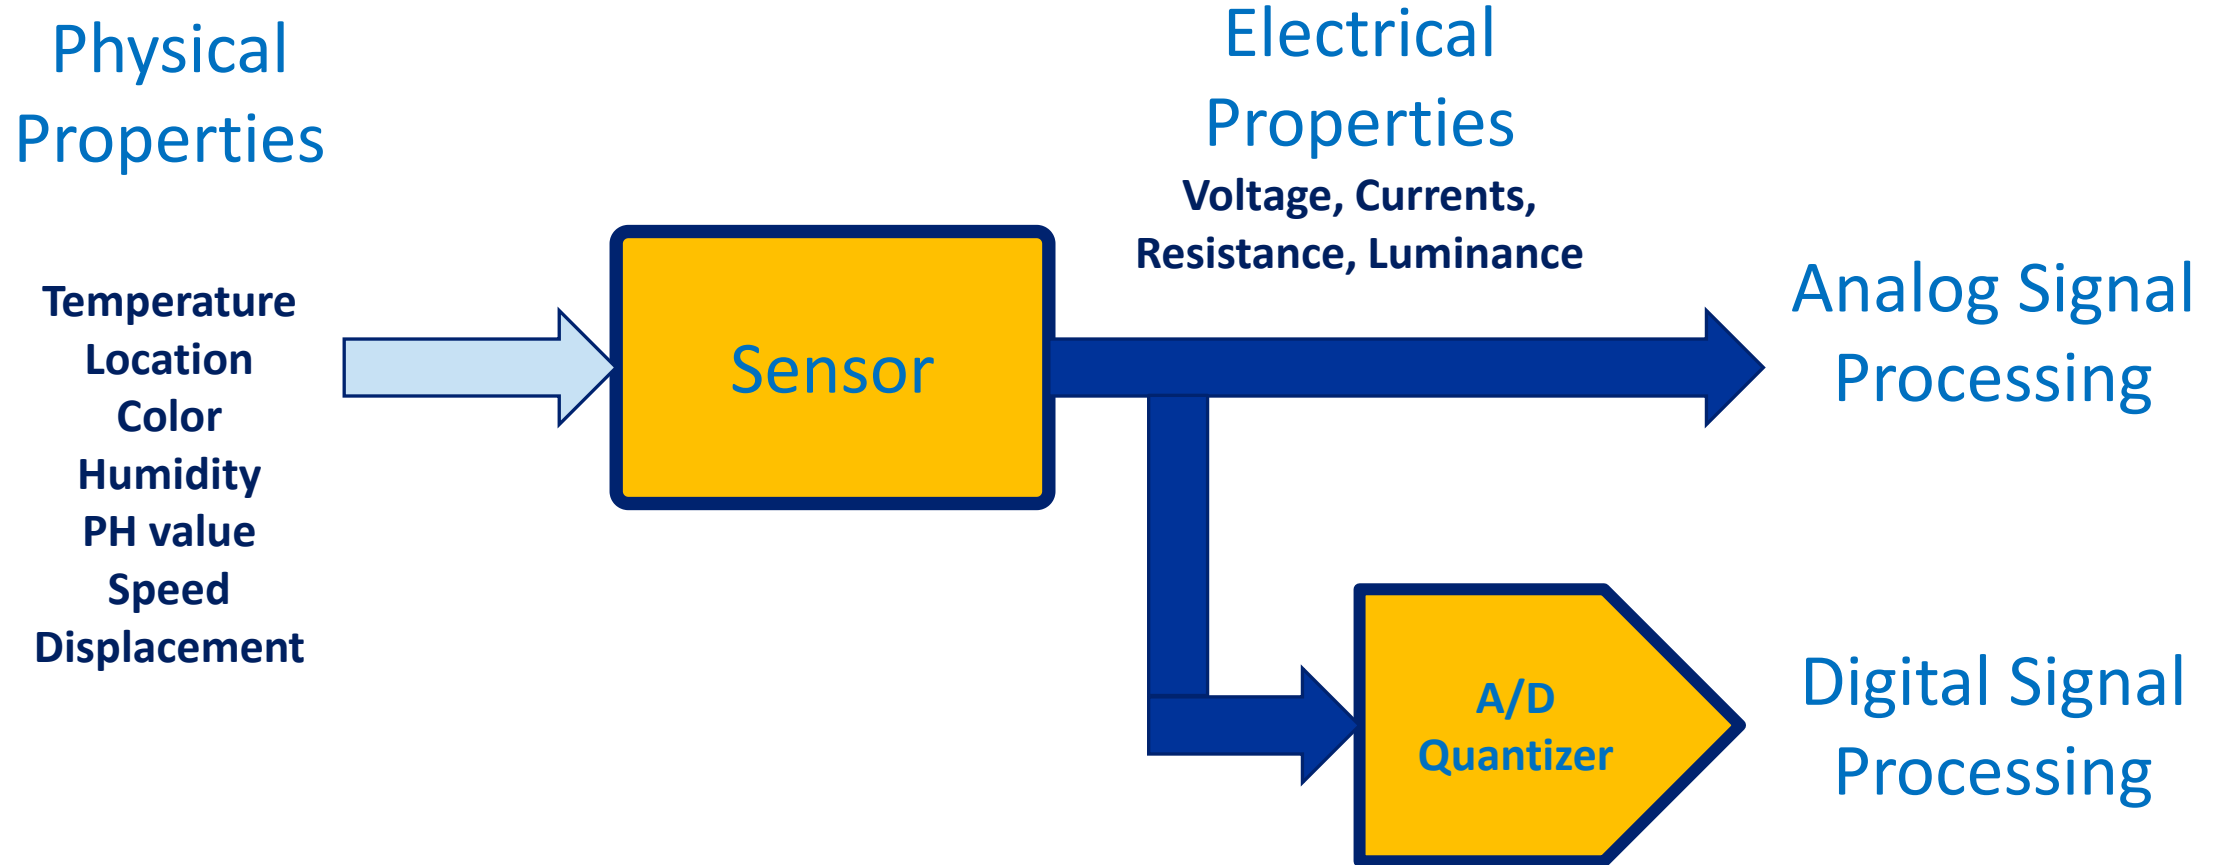 Physical
Properties
Temperature
Location
Color
Humidity
PH value
Speed
Displacement
Sensor
Electrical
Properties
Voltage, Currents,
Resistance, Luminance
Analog Signal
Processing
A/D
Quantizer
Digital Signal
Processing